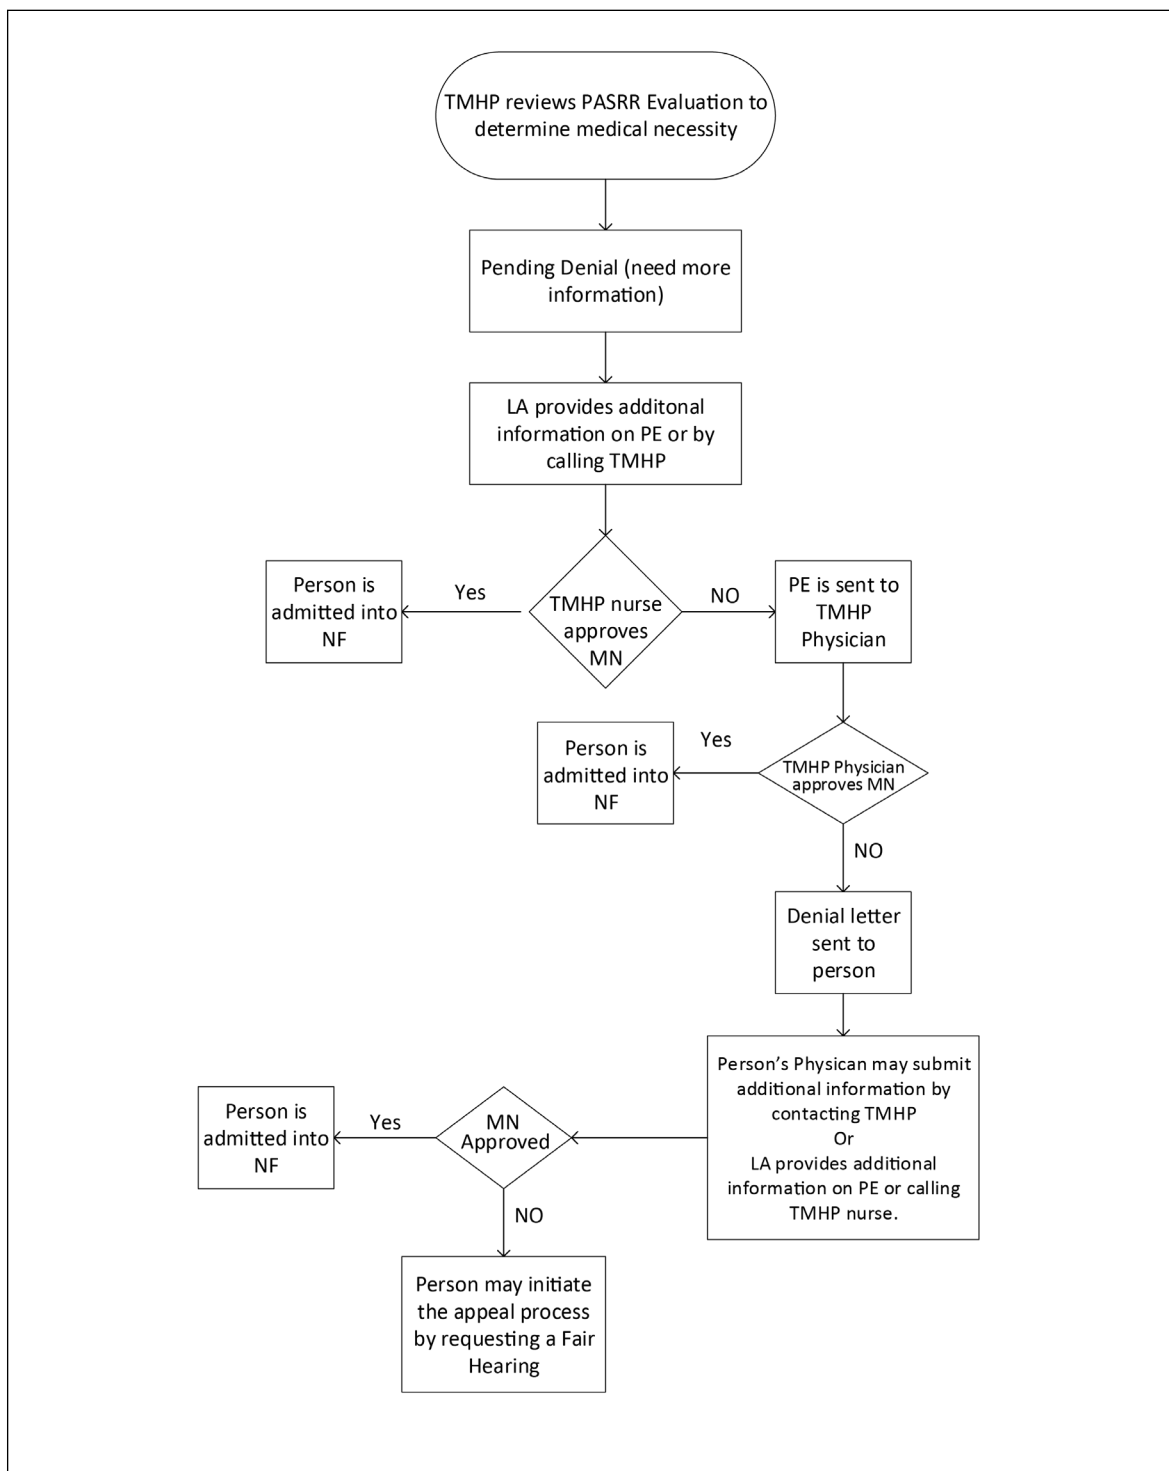 TMHP reviews PASRR Evaluation to
determine medical necessity
Pending Denial (need more
information)
LA provides additonal
information on PE or by
calling TMHP
Person is
admitted into
NF
Yes
TMHP nurse
approves
MN
NO
PE is sent to
TMHP
Physician
Person is
admitted into
NF
Yes
TMHP Physician
approves MN
NO
Denial letter
sent to
person
Person’s Physican may submit
additional information by
contacting TMHP
Or
LA provides additional
information on PE or calling
TMHP nurse.
Person is
admitted into
NF
Yes
MN
Approved
NO
Person may initiate
the appeal process
by requesting a Fair
Hearing